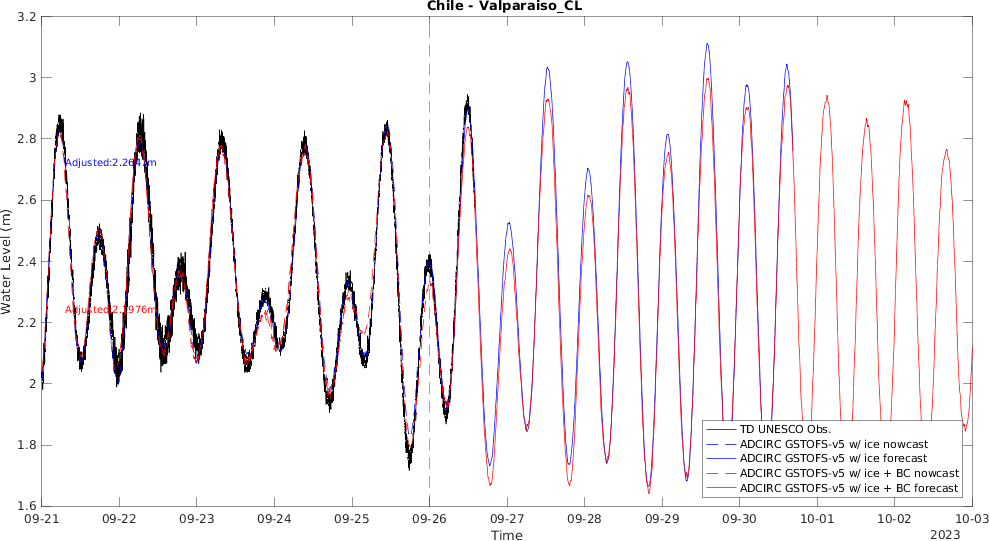 Chile - Valparaiso_CL
3.2
3
2.8
2.6
2.4
2.2
2
1.8
1.6
Water Level (m)
Adjusted:2.2647m
Adjusted:2.1976m
TD UNESCO Obs.
ADCIRC GSTOFS-v5 w/ ice nowcast
ADCIRC GSTOFS-v5 w/ ice forecast
ADCIRC GSTOFS-v5 w/ ice + BC nowcast
ADCIRC GSTOFS-v5 w/ ice + BC forecast
09-21 09-22 09-23 09-24 09-25 09-26 09-27 09-28 09-29 09-30 10-01 10-02 10-03
Time
2023